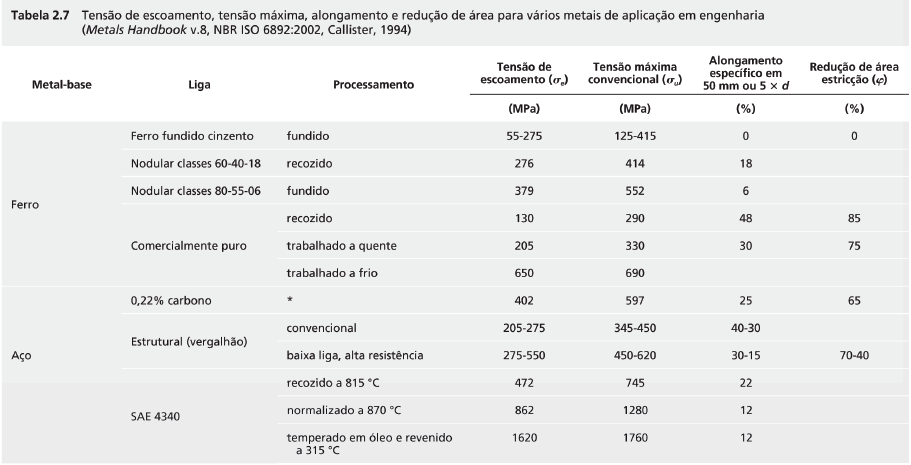 Tabela 2.7 Tensão de escoamento, tensão máxima, alongamento e redução de área para vários metais de aplicação em engenharia
(Metals Handbook v.8, NBR ISO 6892:2002, Callister, 1994)
Metal-base Liga Processamento Tensão de escoamento (σe) Tensão máxima convencional (σu) Alongamento específico em 50 mm ou 5 × d Redução de área estricção (φ)
(MPa) (MPa) (%) (%)
Ferro fundido cinzento fundido 55-275 125-415 0 0
Nodular classes 60-40-18 recozido 276 414 18
Nodular classes 80-55-06 fundido 379 552 6
Ferro
recozido 130 290 48 85
Comercialmente puro trabalhado a quente 205 330 30 75
trabalhado a frio 650 690
0,22% carbono * 402 597 25 65
convencional 205-275 345-450 40-30
Estrutural (vergalhão)
Aço baixa liga, alta resistência 275-550 450-620 30-15 70-40
recozido a 815 °C 472 745 22
SAE 4340 normalizado a 870 °C 862 1280 12
temperado em óleo e revenido 1620 1760 12
a 315 °C